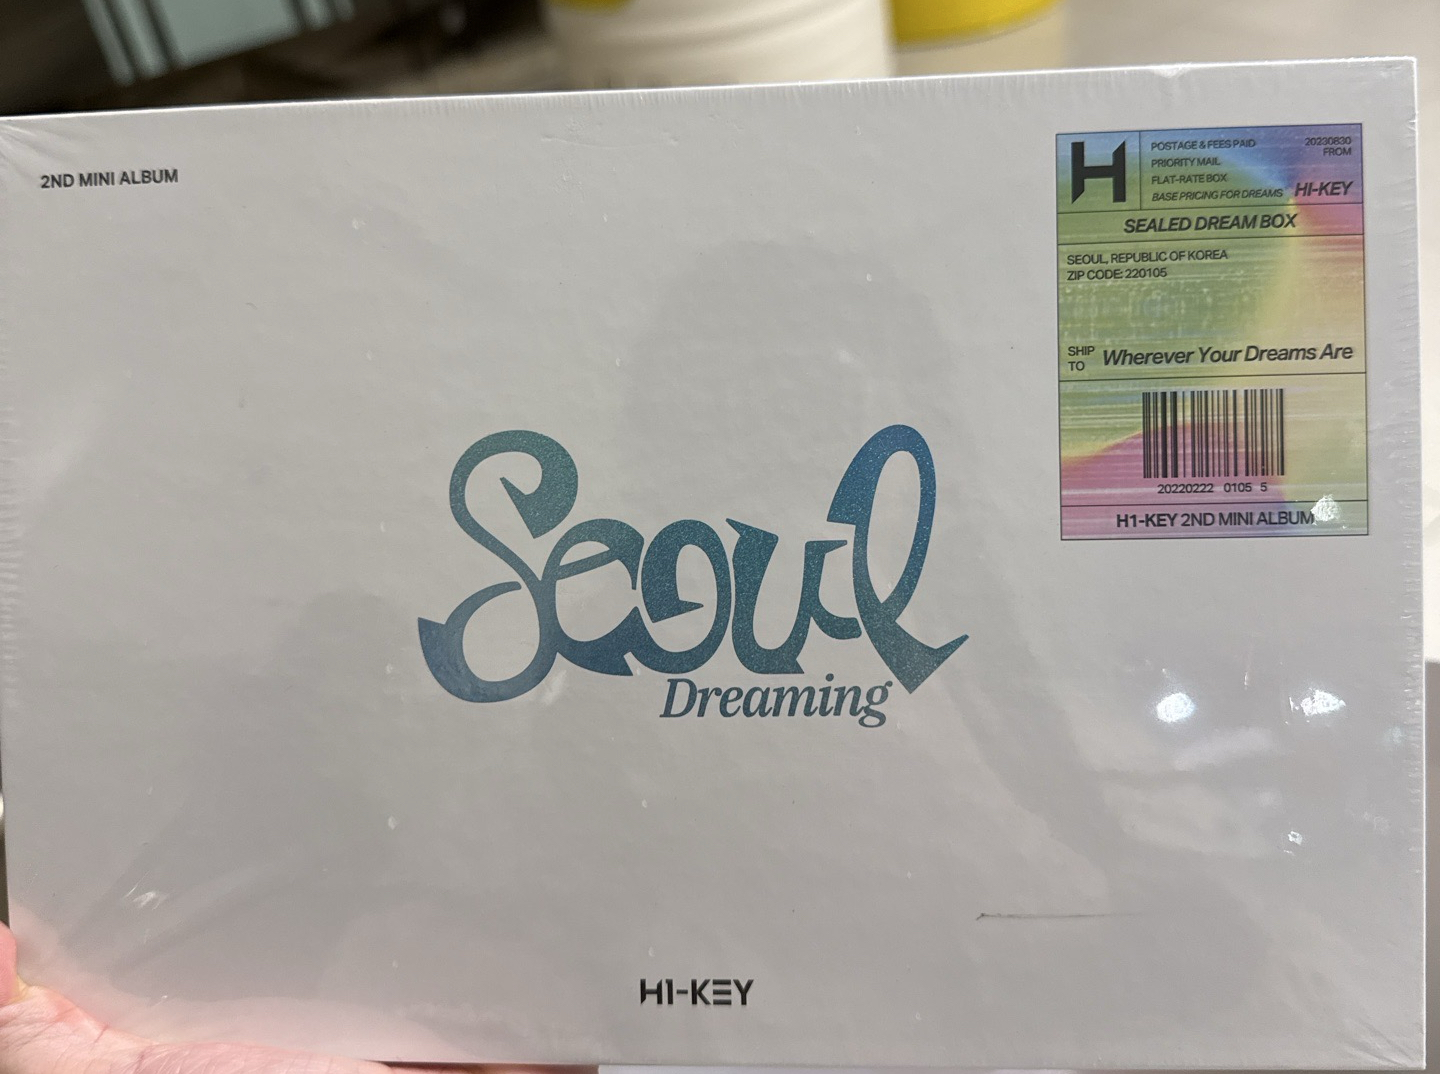 2ND MINI ALBUM
H
POSTAGE & FEES PAID
PRIORITY MAIL
FLAT-RATE BOX
BASE PRICING FOR DREAMS
20230830
FROM
HI-KEY
SEALED DREAM BOX
SEOUL, REPUBLIC OF KOREA
ZIP CODE: 220105
SHIP TO Wherever Your Dreams Are
20220222 0105 5
H1-KEY 2ND MINI ALBUM
Seoul
Dreaming
H1-KEY